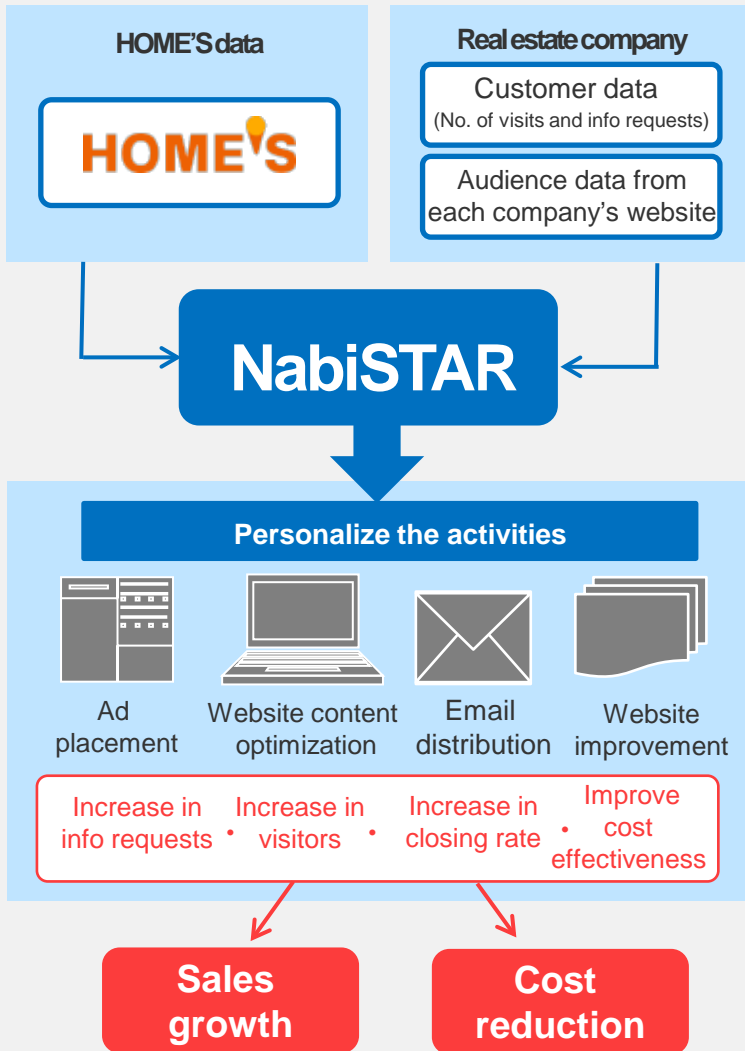 HOME'S data
HOME'S
Real estate company
Customer data
(No. of visits and info requests)
Audience data from
each company's website
NabiSTAR
Personalize the activities
Ad
placement
Website content
optimization
Email
distribution
Website
improvement
Increase in
info requests
・
Increase in
visitors
・
Increase in
closing rate
・
Improve
cost
effectiveness
Sales
growth
Cost
reduction